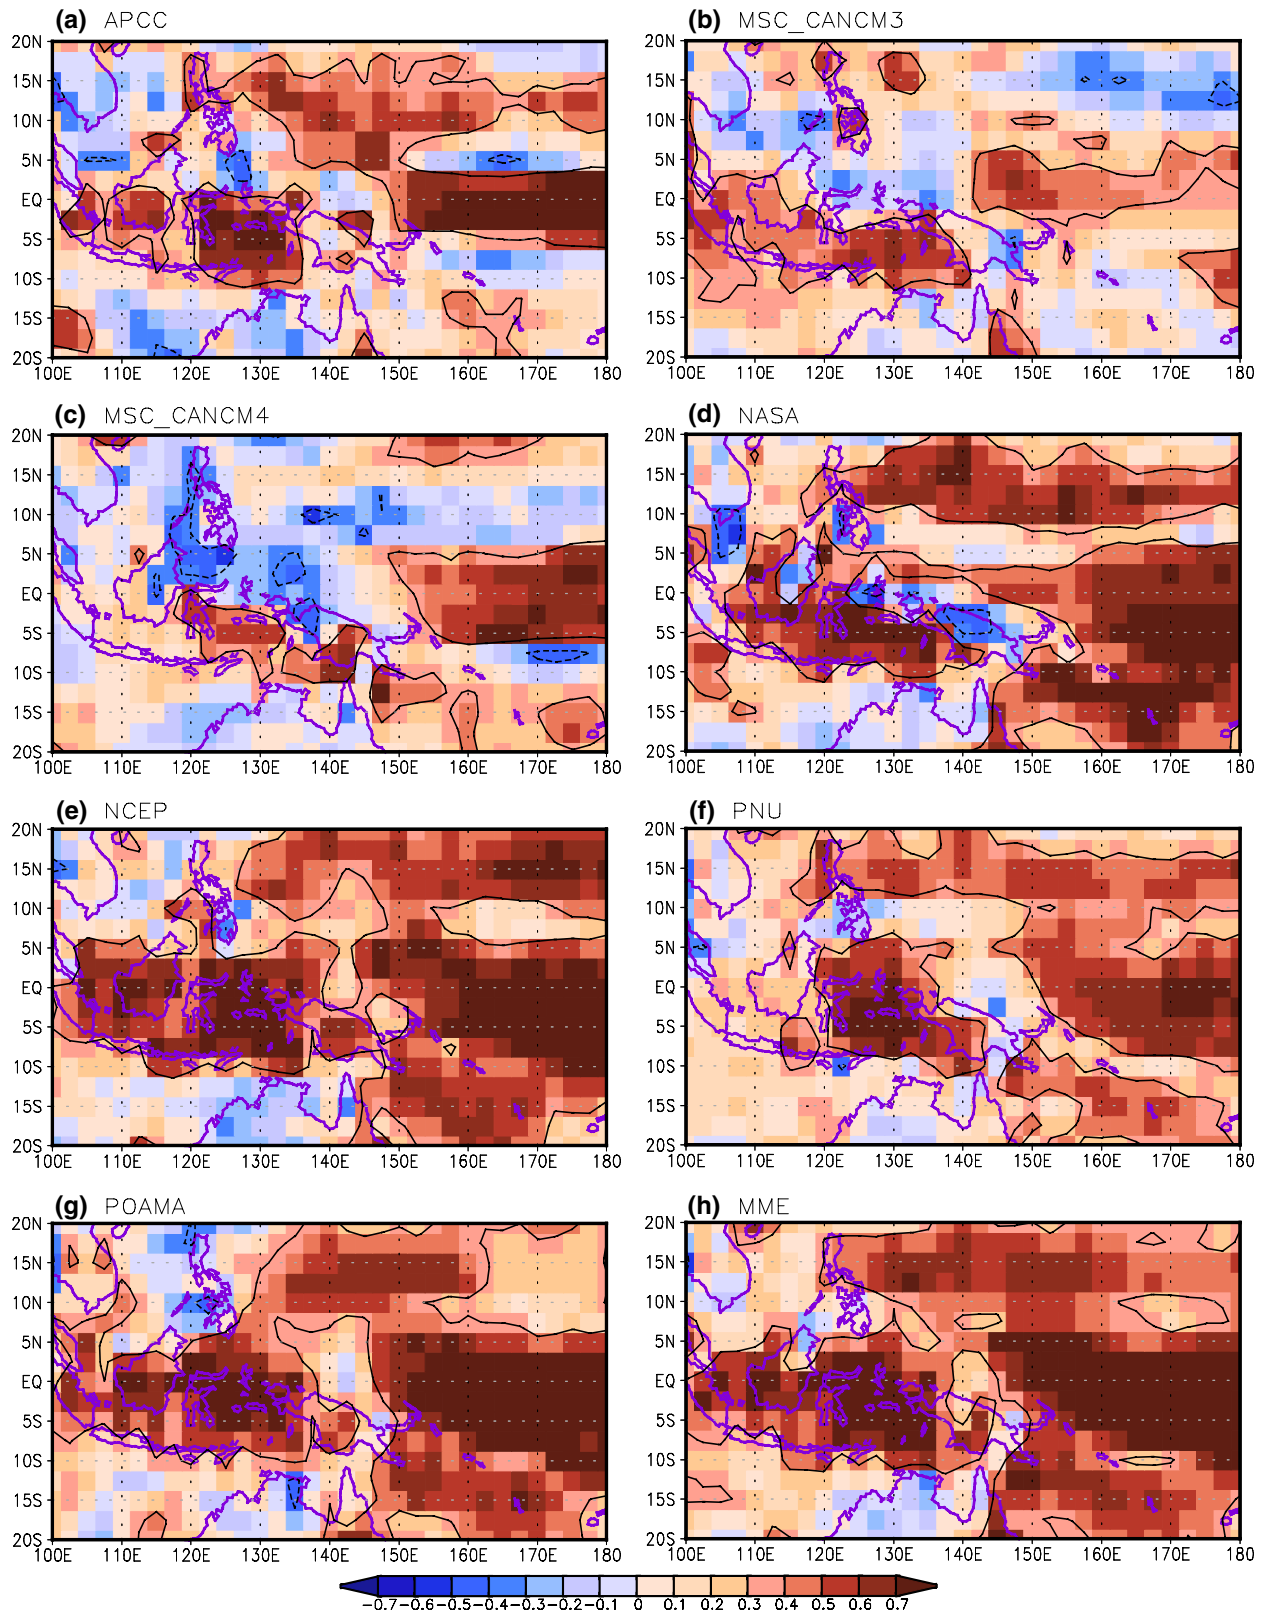 (a) APCC
20N
15N
10N
5N
EQ
5S
10S
15S
20S
100E 110E 120E 130E 140E 150E 160E 170E 180
(b) MSC_CANCM3
20N
15N
10N
5N
EQ
5S
10S
15S
20S
100E 110E 120E 130E 140E 150E 160E 170E 180
(c) MSC_CANCM4
20N
15N
10N
5N
EQ
5S
10S
15S
20S
100E 110E 120E 130E 140E 150E 160E 170E 180
(d) NASA
20N
15N
10N
5N
EQ
5S
10S
15S
20S
100E 110E 120E 130E 140E 150E 160E 170E 180
(e) NCEP
20N
15N
10N
5N
EQ
5S
10S
15S
20S
100E 110E 120E 130E 140E 150E 160E 170E 180
(f) PNU
20N
15N
10N
5N
EQ
5S
10S
15S
20S
100E 110E 120E 130E 140E 150E 160E 170E 180
(g) POAMA
20N
15N
10N
5N
EQ
5S
10S
15S
20S
100E 110E 120E 130E 140E 150E 160E 170E 180
(h) MME
20N
15N
10N
5N
EQ
5S
10S
15S
20S
100E 110E 120E 130E 140E 150E 160E 170E 180
-0.7 -0.6 -0.5 -0.4 -0.3 -0.2 -0.1 0 0.1 0.2 0.3 0.4 0.5 0.6 0.7